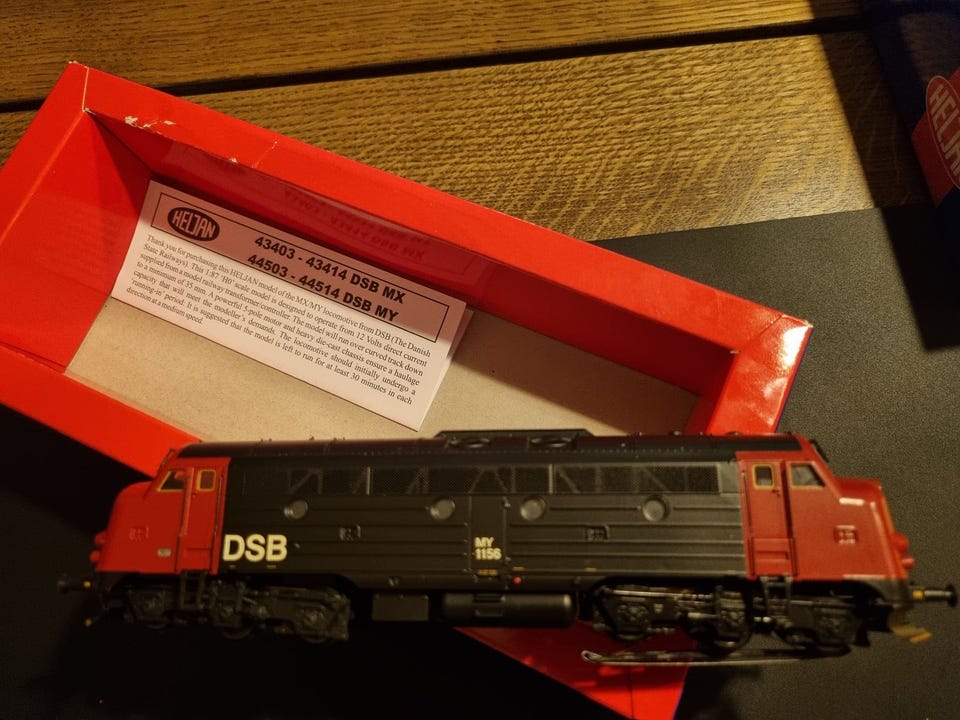 HELJAN
43403 - 43414 DSB MX
44503 - 44514 DSB MY
Thank you for purchasing this HELJAN model of the MX/MY locomotive from DSB (The Danish
State Railways). This 1:87 'H0' scale model is designed to operate from 12 Volts direct current
supplied from a model railway transformer/controller. The model will run over curved track down
to a minimum of 35 mm. A powerful 5-pole motor and heavy die-cast chassis ensure a haulage
capacity that will meet the modeller's demands. The locomotive should initially undergo a
running-in' period: It is suggested that the model is left to run for at least 30 minutes in each
direction at a medium speed.
HELJAN
DSB
MY
1156